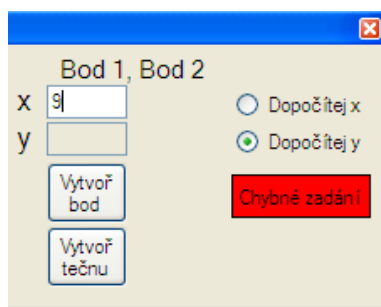 Bod 1, Bod 2
x 9 Dopočítej x
y Dopočítej y
Vytvoř
bod
Chybné zadání
Vytvoř
tečnu